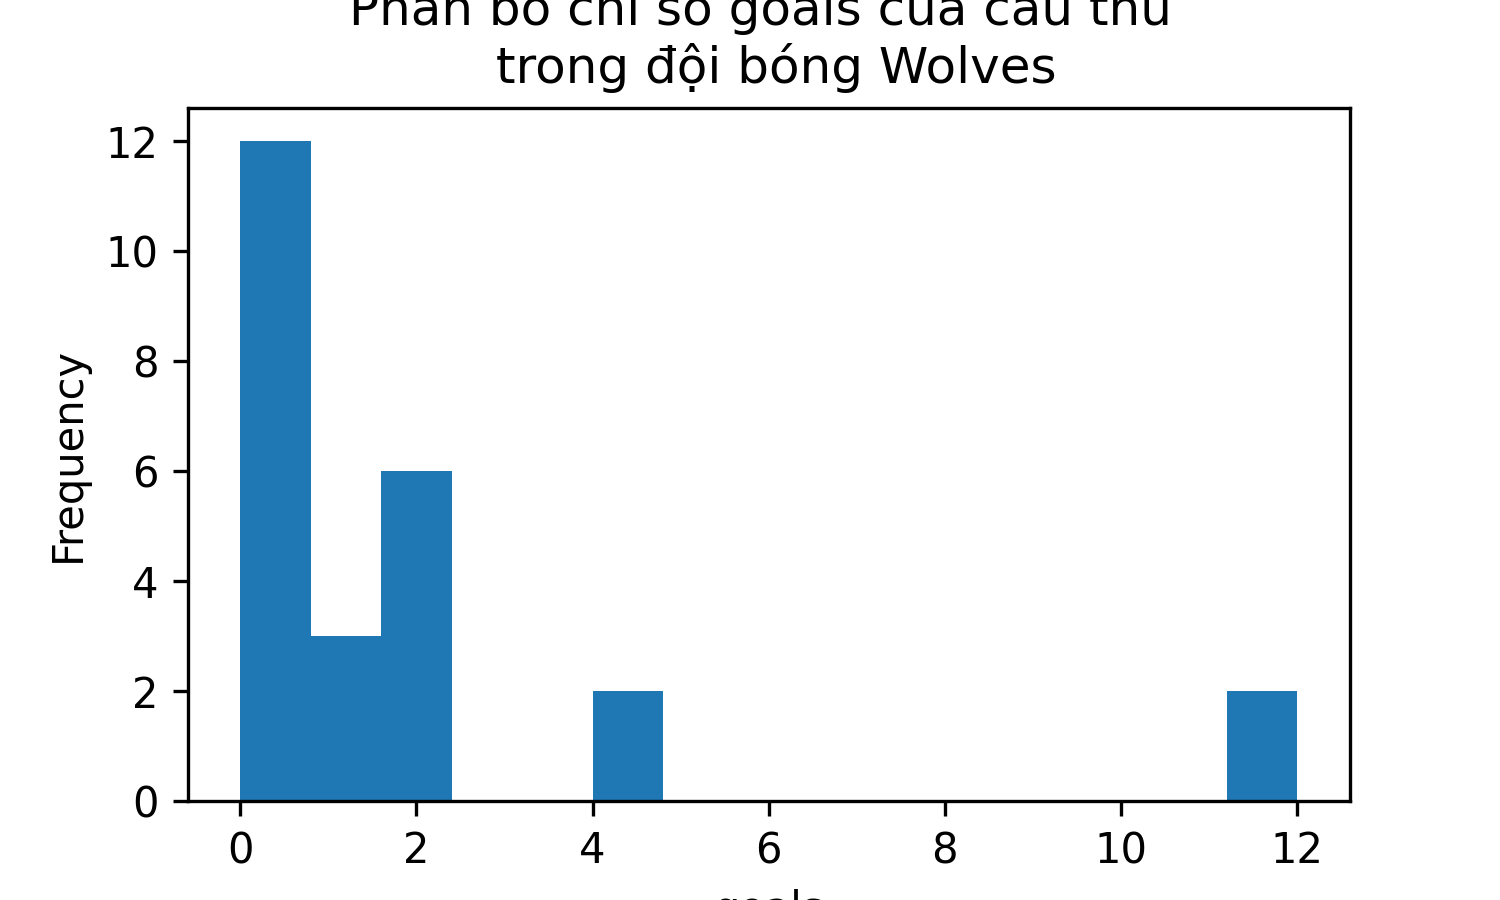 Phân bố chỉ số goals của cầu thủ
trong đội bóng Wolves
12
10
8
6
4
2
0
Frequency
0 2 4 6 8 10 12
goals